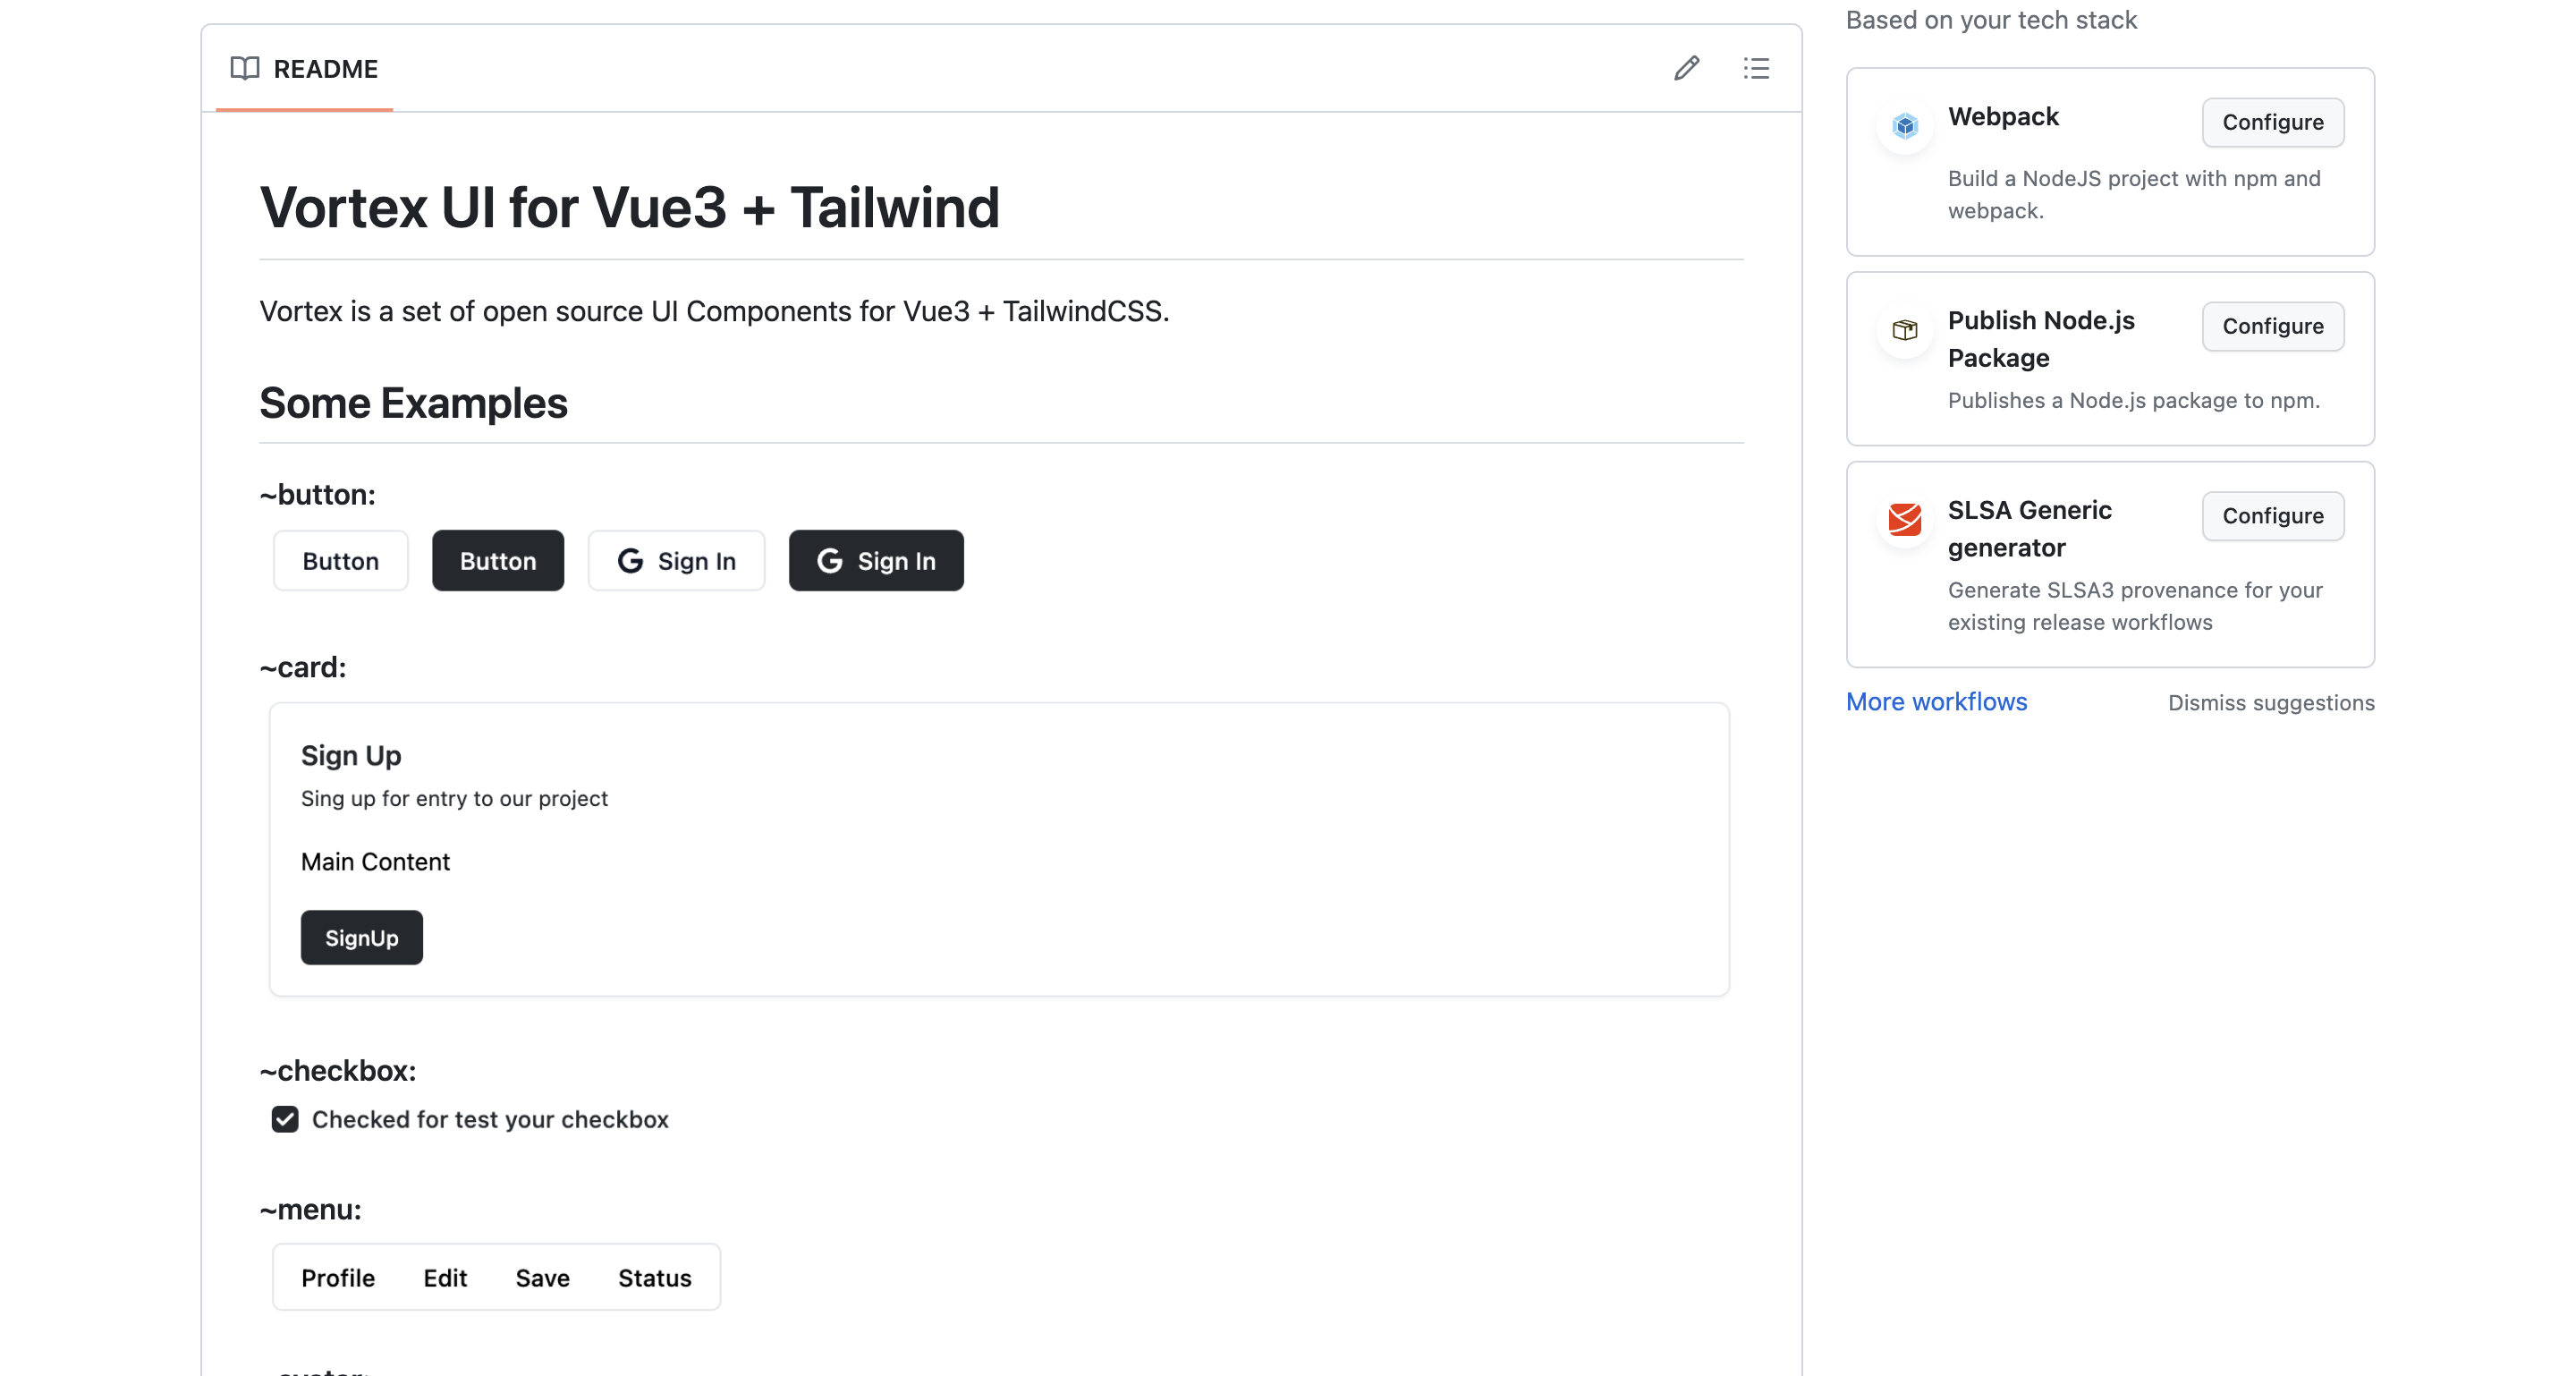 README
Vortex UI for Vue3 + Tailwind
Vortex is a set of open source UI Components for Vue3 + TailwindCSS.
Some Examples
~button:
Button Button Sign In Sign In
~card:
Sign Up
Sing up for entry to our project
Main Content
SignUp
~checkbox:
Checked for test your checkbox
~menu:
Profile Edit Save Status
Based on your tech stack
Webpack Configure
Build a NodeJS project with npm and
webpack.
Publish Node.js Configure
Package
Publishes a Node.js package to npm.
SLSA Generic Configure
generator
Generate SLSA3 provenance for your
existing release workflows
More workflows Dismiss suggestions